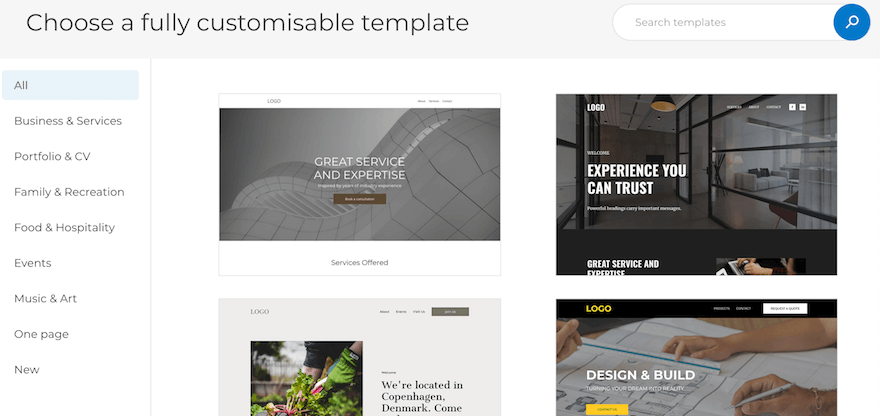 Choose a fully customisable template
Search templates
All
Business & Services
Portfolio & CV
Family & Recreation
Food & Hospitality
Events
Music & Art
One page
New
LOGO
About Services Contact
GREAT SERVICE
AND EXPERTISE
Inspired by years of industry experience
Book a consultation
Services Offered
LOGO
SERVICES ABOUT CONTACT
WELCOME
EXPERIENCE YOU
CAN TRUST
Powerful headings carry important messages.
GREAT SERVICE AND
EXPERTISE
LOGO
About Events Visit Us Join Us
Welcome
We're located in
Copenhagen,
Denmark. Come
LOGO
PRODUCTS CONTACT REQUEST A QUOTE
DESIGN & BUILD
TURNING YOUR DREAM INTO REALITY
CONTACT US